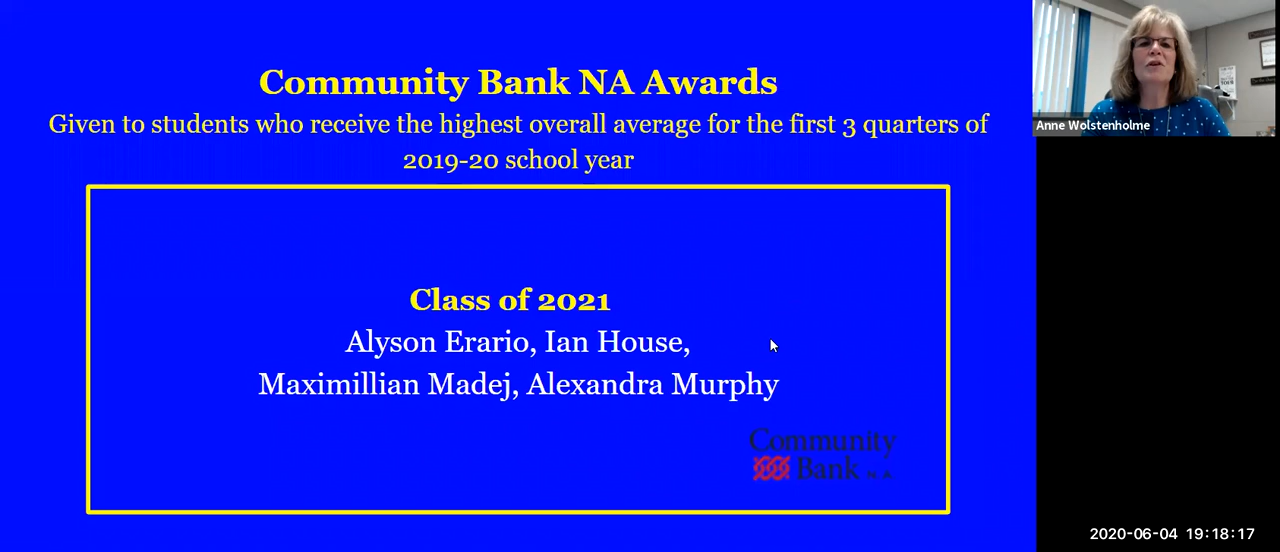 Community Bank NA Awards
Given to students who receive the highest overall average for the first 3 quarters of
2019-20 school year
Class of 2021
Alyson Erario, Ian House,
Maximillian Madej, Alexandra Murphy
Community
Bank N.A.
Anne Wolstenholme
2020-06-04 19:18:17